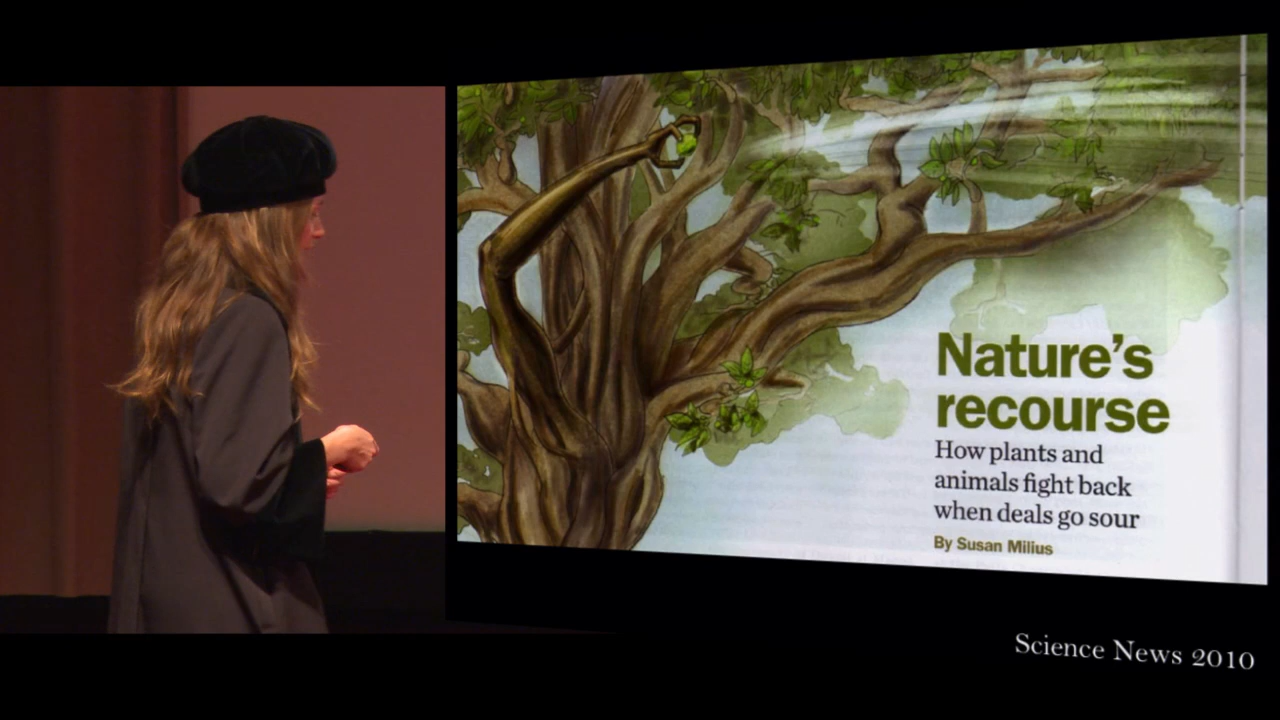 Nature's
recourse
How plants and
animals fight back
when deals go sour
By Susan Milius
Science News 2010